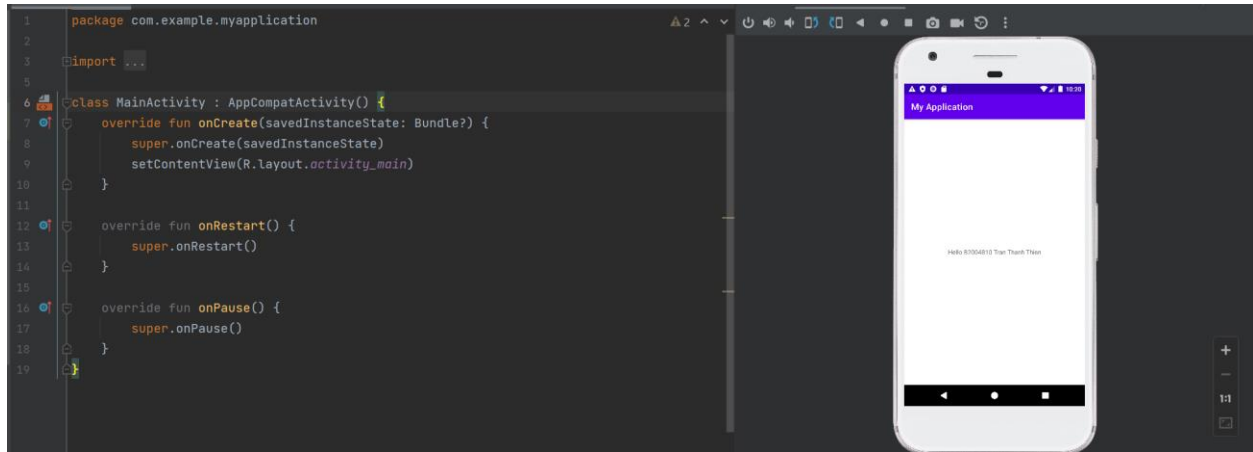 1 package com.example.myapplication
2
3 import ...
5
6 class MainActivity : AppCompatActivity() {
7 override fun onCreate(savedInstanceState: Bundle?) {
8 super.onCreate(savedInstanceState)
9 setContentView(R.layout.activity_main)
10 }
11
12 override fun onRestart() {
13 super.onRestart()
14 }
15
16 override fun onPause() {
17 super.onPause()
18 }
19 }
2
10:20
My Application
Hello 82004810 Tran Thanh Thien
1:1